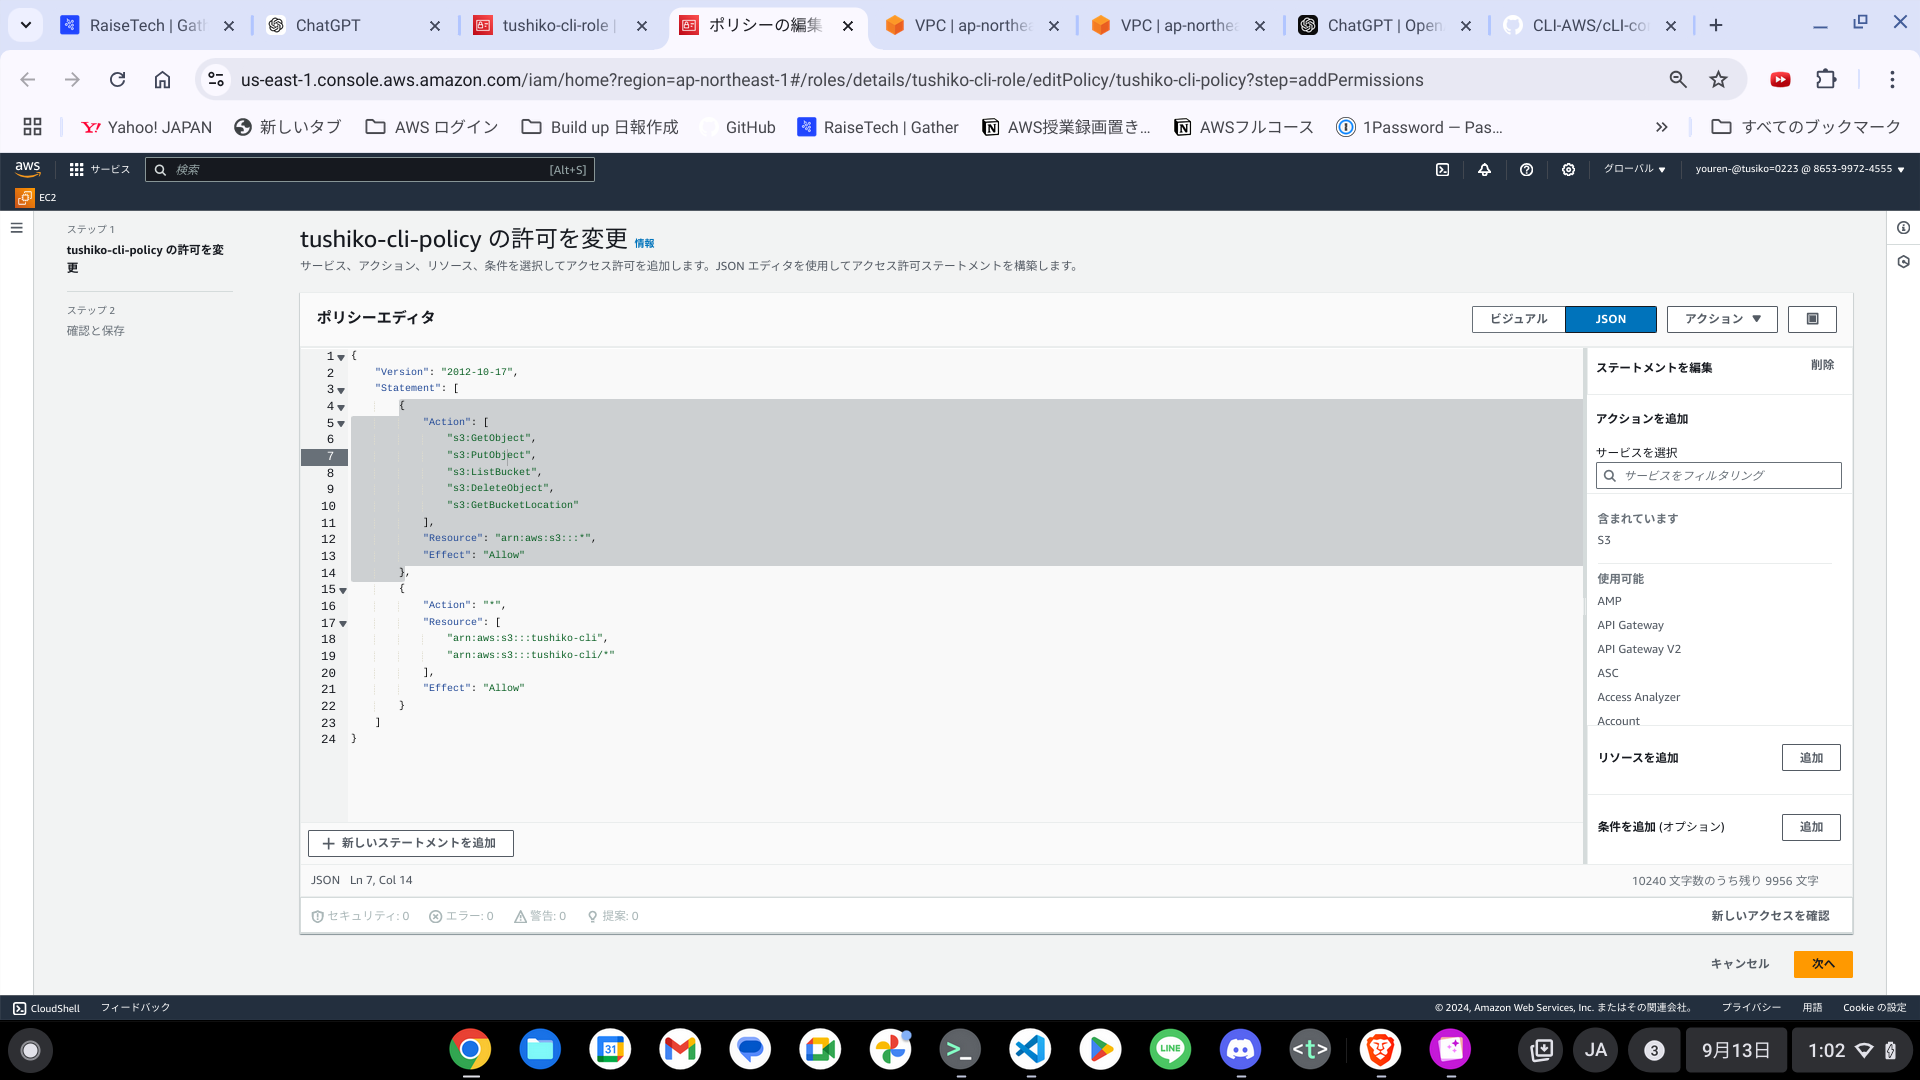 RaiseTech | Gath
ChatGPT
tushiko-cli-role |
ポリシーの編集
VPC | ap-northe
VPC | ap-northe
ChatGPT | Open
CLI-AWS/cLI-co
us-east-1.console.aws.amazon.com/iam/home?region=ap-northeast-1#/roles/details/tushiko-cli-role/editPolicy/tushiko-cli-policy?step=addPermissions
Yahoo! JAPAN
新しいタブ
AWS ログイン
Build up 日報作成
GitHub
RaiseTech | Gather
AWS授業録画置き...
AWSフルコース
1Password – Pas...
すべてのブックマーク
aws
サービス
検索
[Alt+S]
グローバル
youren-@tusiko=0223 @ 8653-9972-4555
EC2
ステップ 1
tushiko-cli-policy の許可を変
更
ステップ 2
確認と保存
tushiko-cli-policy の許可を変更 情報
サービス、アクション、リソース、条件を選択してアクセス許可を追加します。JSON エディタを使用してアクセス許可ステートメントを構築します。
ポリシーエディタ
ビジュアル
JSON
アクション
1 {
2 "Version": "2012-10-17",
3 "Statement": [
4 {
5 "Action": [
6 "s3:GetObject",
7 "s3:PutObject",
8 "s3:ListBucket",
9 "s3:DeleteObject",
10 "s3:GetBucketLocation"
11 ],
12 "Resource": "arn:aws:s3:::*",
13 "Effect": "Allow"
14 },
15 {
16 "Action": "*",
17 "Resource": [
18 "arn:aws:s3:::tushiko-cli",
19 "arn:aws:s3:::tushiko-cli/*"
20 ],
21 "Effect": "Allow"
22 }
23 ]
24 }
ステートメントを編集
削除
アクションを追加
サービスを選択
サービスをフィルタリング
含まれています
S3
使用可能
AMP
API Gateway
API Gateway V2
ASC
Access Analyzer
Account
リソースを追加
追加
条件を追加 (オプション)
追加
新しいステートメントを追加
JSON Ln 7, Col 14
10240 文字数のうち残り 9956 文字
セキュリティ: 0
エラー: 0
警告: 0
提案: 0
新しいアクセスを確認
キャンセル
次へ
CloudShell
フィードバック
© 2024, Amazon Web Services, Inc. またはその関連会社。
プライバシー
用語
Cookie の設定
31
LINE
<t>
JA
3
9月13日
1:02